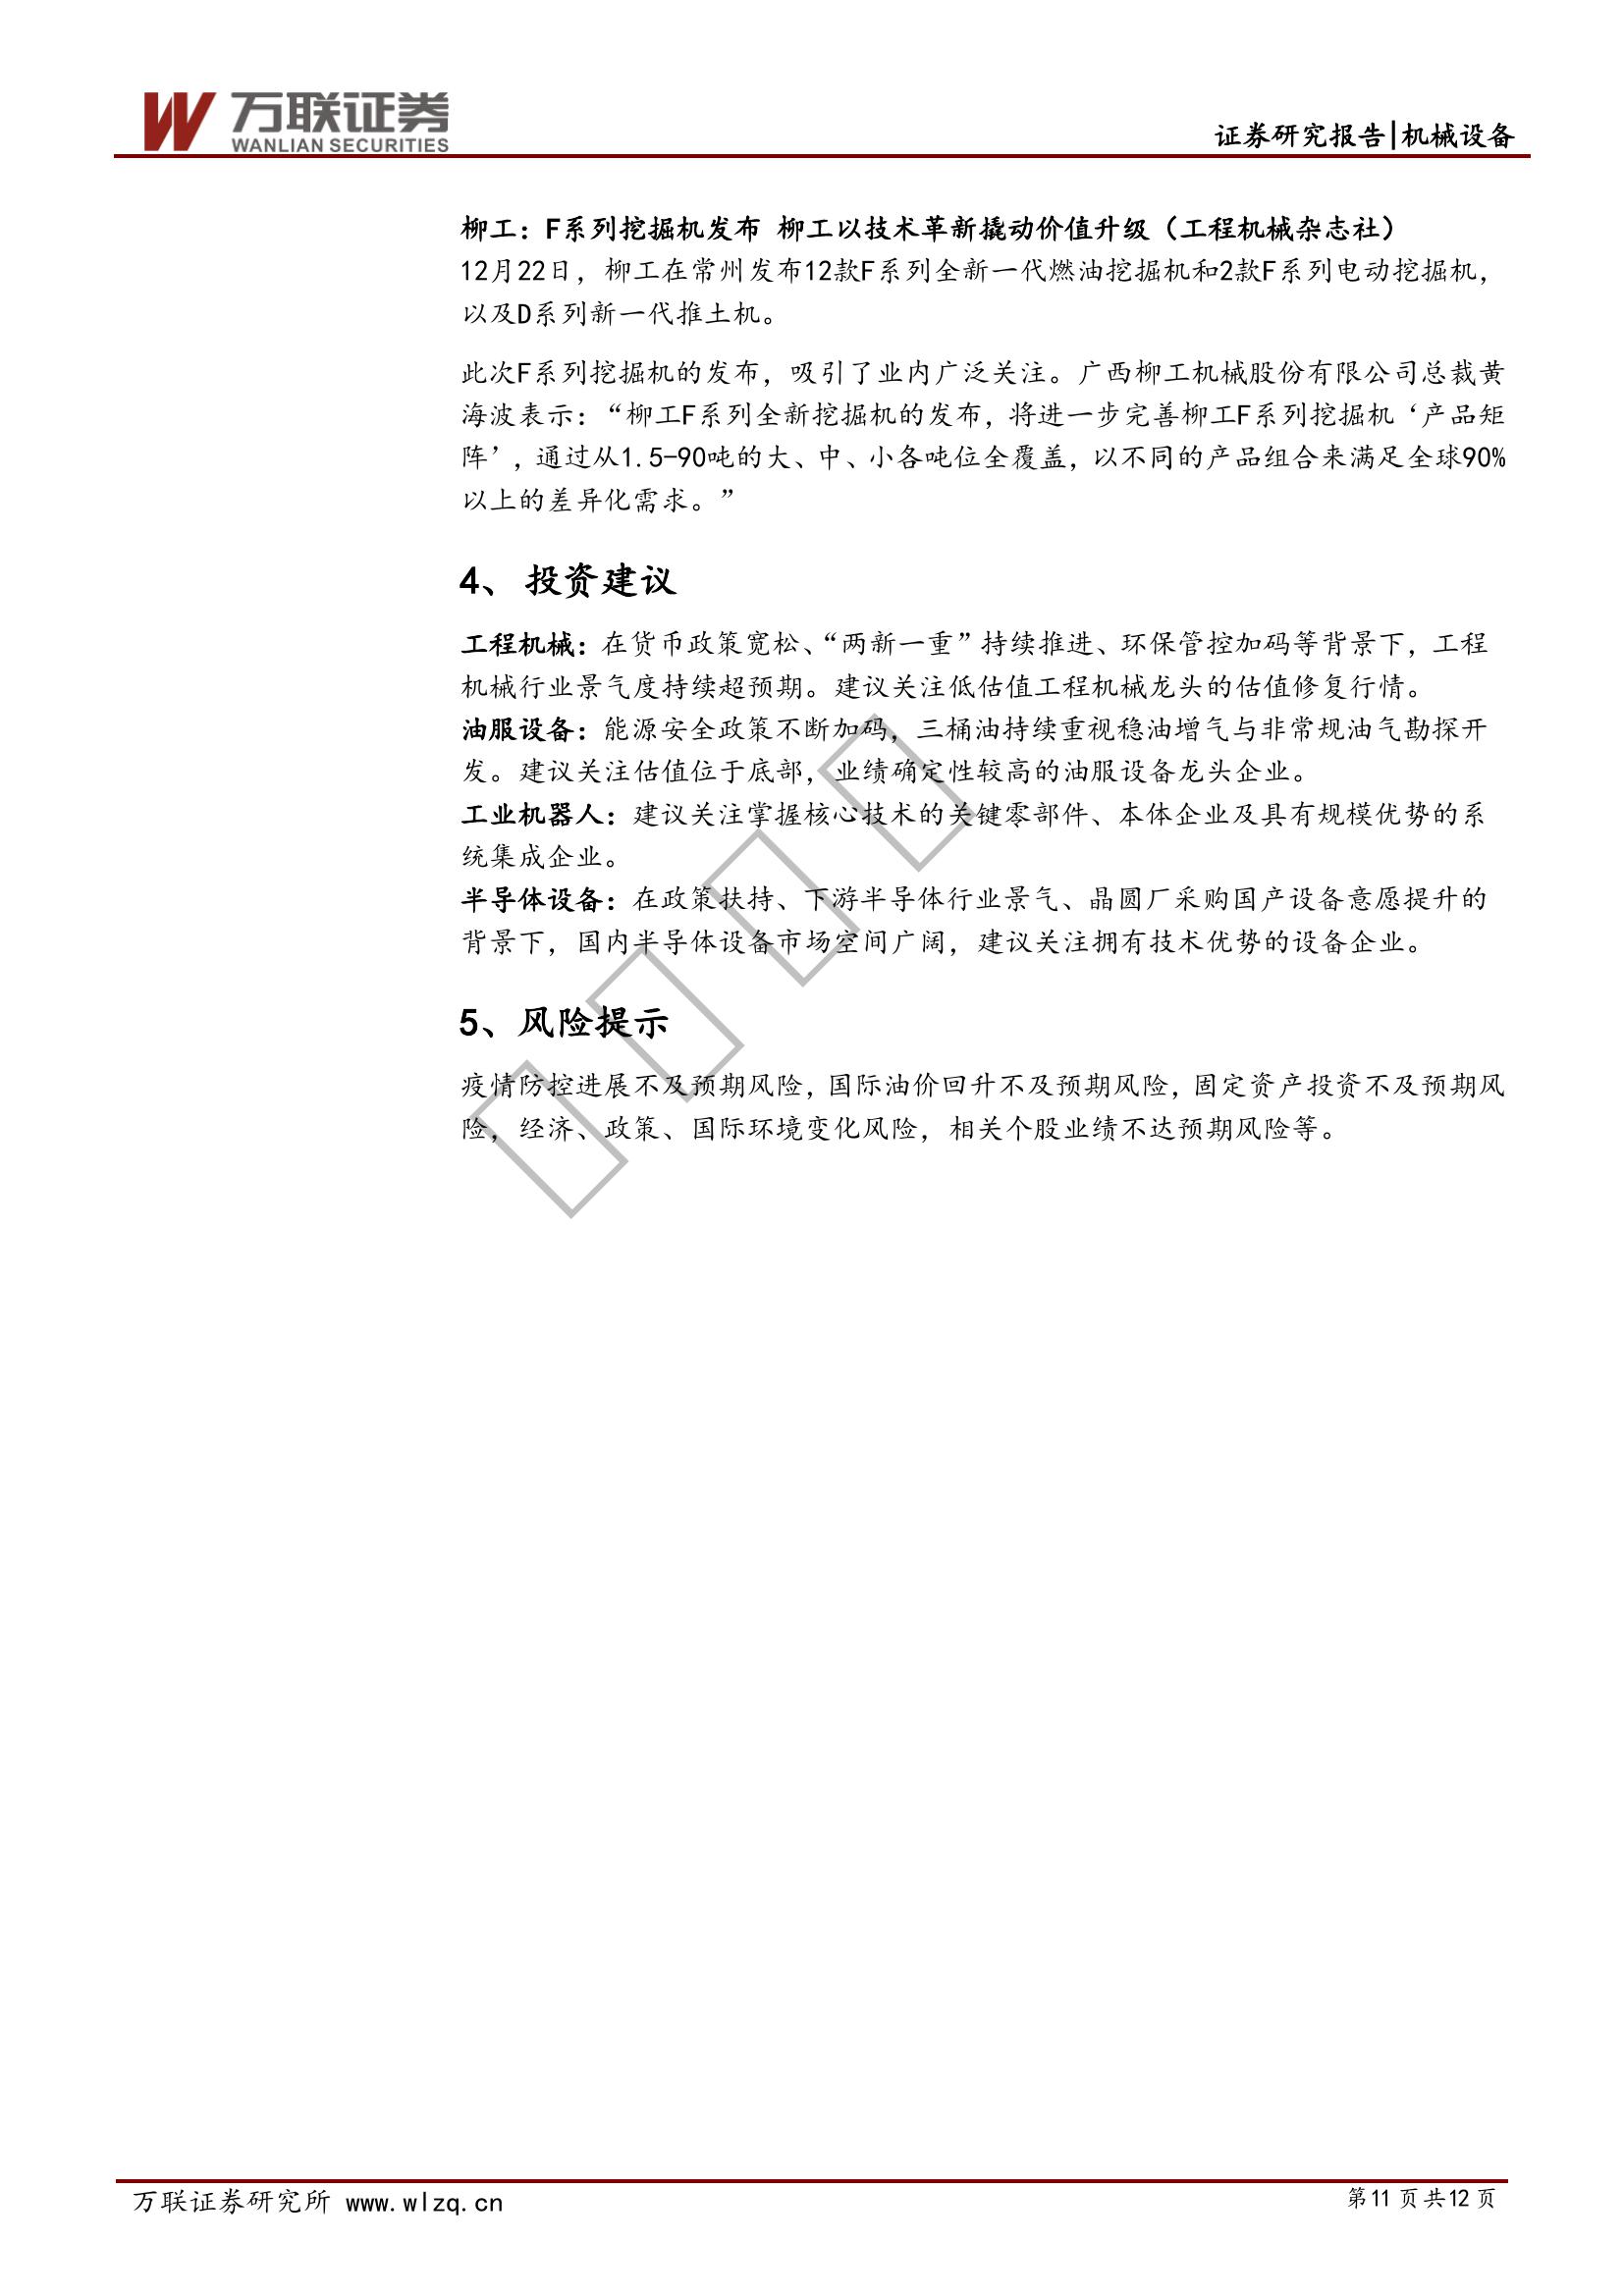 万联证券
WANLIAN SECURITIES
证券研究报告|机械设备
柳工：F系列挖掘机发布 柳工以技术革新撬动价值升级（工程机械杂志社）
12月22日，柳工在常州发布12款F系列全新一代燃油挖掘机和2款F系列电动挖掘机，
以及D系列新一代推土机。
此次F系列挖掘机的发布，吸引了业内广泛关注。广西柳工机械股份有限公司总裁黄
海波表示：“柳工F系列全新挖掘机的发布，将进一步完善柳工F系列挖掘机‘产品矩
阵’，通过从1.5-90吨的大、中、小各吨位全覆盖，以不同的产品组合来满足全球90%
以上的差异化需求。”
4、 投资建议
工程机械：在货币政策宽松、“两新一重”持续推进、环保管控加码等背景下，工程
机械行业景气度持续超预期。建议关注低估值工程机械龙头的估值修复行情。
油服设备：能源安全政策不断加码，三桶油持续重视稳油增气与非常规油气勘探开
发。建议关注估值位于底部，业绩确定性较高的油服设备龙头企业。
工业机器人：建议关注掌握核心技术的关键零部件、本体企业及具有规模优势的系
统集成企业。
半导体设备：在政策扶持、下游半导体行业景气、晶圆厂采购国产设备意愿提升的
背景下，国内半导体设备市场空间广阔，建议关注拥有技术优势的设备企业。
5、风险提示
疫情防控进展不及预期风险，国际油价回升不及预期风险，固定资产投资不及预期风
险，经济、政策、国际环境变化风险，相关个股业绩不达预期风险等。
万联证券研究所 www.wlzq.cn
第11 页 共12 页